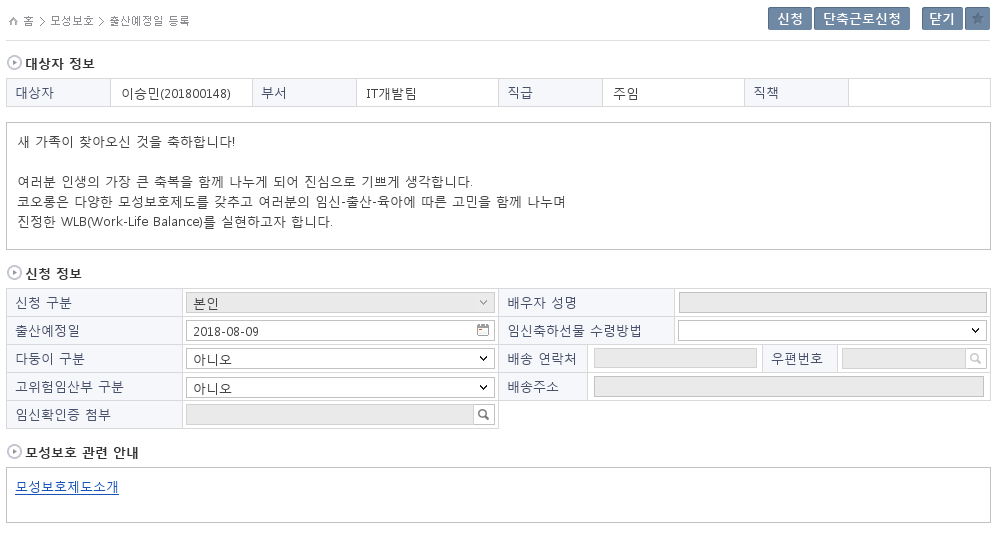 홈 > 모성보호 > 출산예정일 등록
신청 단축근로신청 닫기
대상자 정보
대상자 이승민(201800148) 부서 IT개발팀 직급 주임 직책
새 가족이 찾아오신 것을 축하합니다!
여러분 인생의 가장 큰 축복을 함께 나누게 되어 진심으로 기쁘게 생각합니다.
코오롱은 다양한 모성보호제도를 갖추고 여러분의 임신-출산-육아에 따른 고민을 함께 나누며
진정한 WLB(Work-Life Balance)를 실현하고자 합니다.
신청 정보
신청 구분 본인 배우자 성명
출산예정일 2018-08-09 임신축하선물 수령방법
다둥이 구분 아니오 배송 연락처 우편번호
고위험임산부 구분 아니오 배송주소
임신확인증 첨부
모성보호 관련 안내
모성보호제도소개